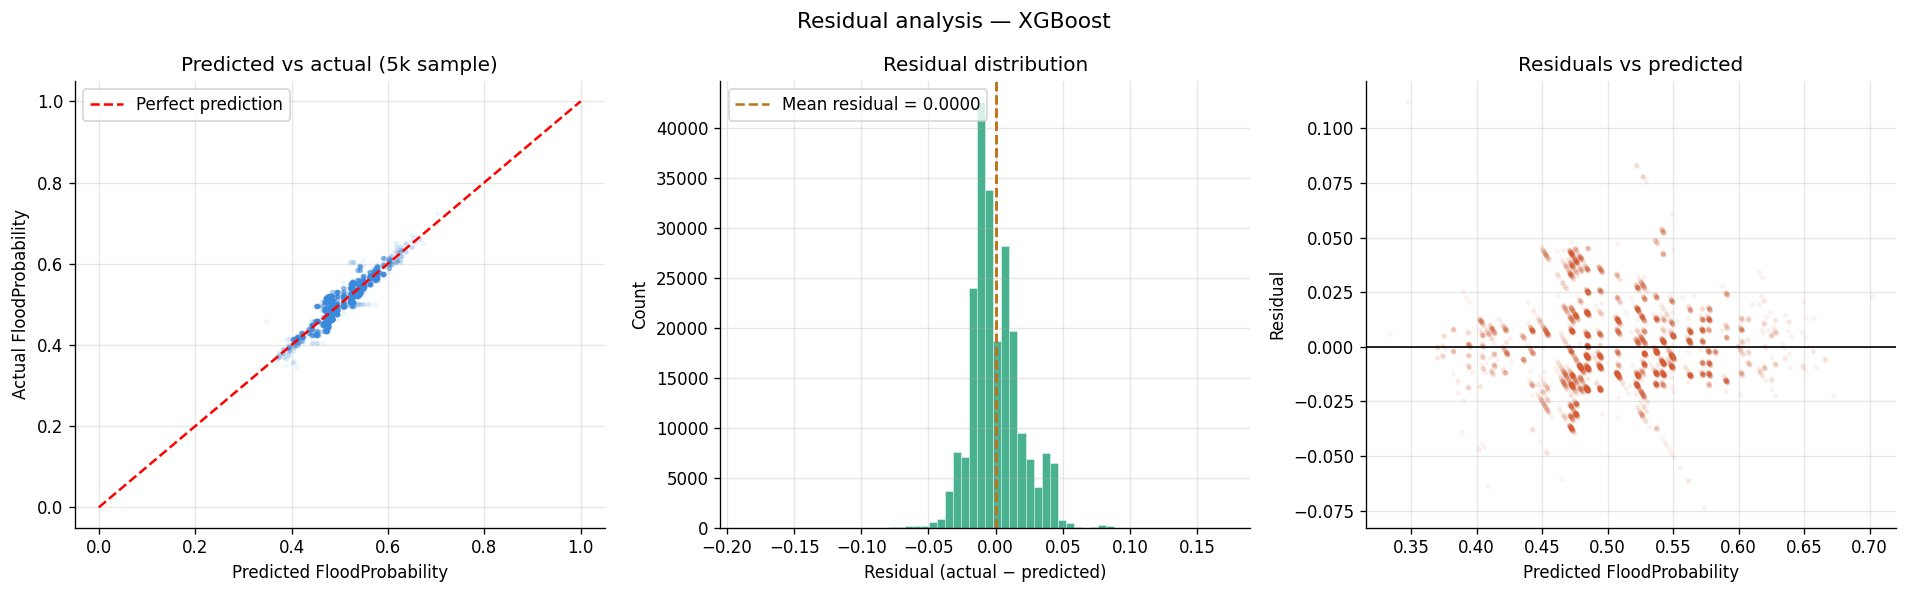 Residual analysis — XGBoost
Predicted vs actual (5k sample)
Perfect prediction
1.0
0.8
0.6
0.4
0.2
0.0
Actual FloodProbability
0.0 0.2 0.4 0.6 0.8 1.0
Predicted FloodProbability
Residual distribution
Mean residual = 0.0000
40000
35000
30000
25000
20000
15000
10000
5000
0
Count
−0.20 −0.15 −0.10 −0.05 0.00 0.05 0.10 0.15
Residual (actual − predicted)
Residuals vs predicted
0.100
0.075
0.050
0.025
0.000
−0.025
−0.050
−0.075
Residual
0.35 0.40 0.45 0.50 0.55 0.60 0.65 0.70
Predicted FloodProbability